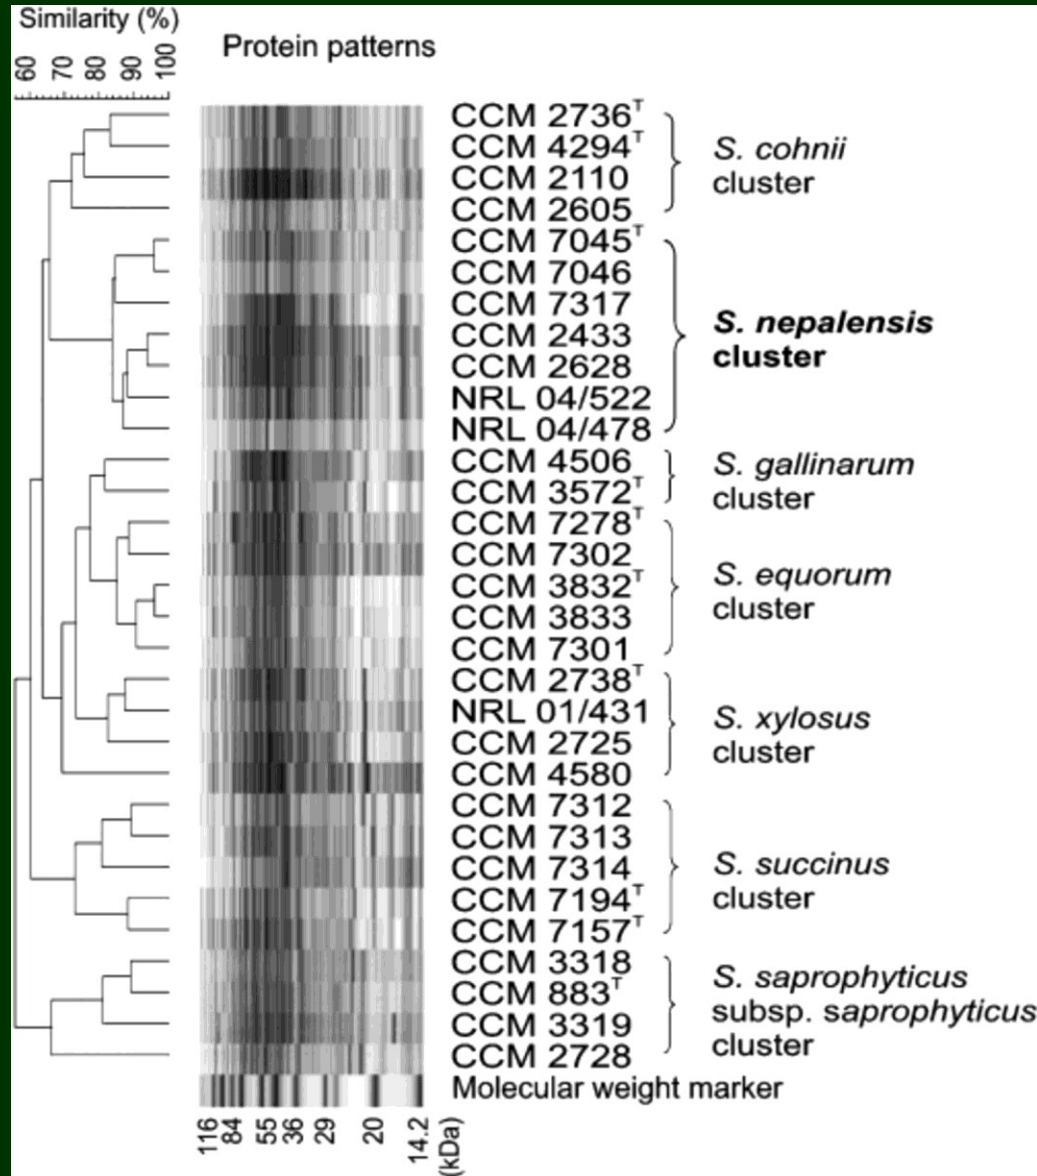 Similarity (%)
Protein patterns
60 70 80 90 100
CCM 2736ᵀ
CCM 4294ᵀ
CCM 2110
CCM 2605
S. cohnii
cluster
CCM 7045ᵀ
CCM 7046
CCM 7317
CCM 2433
CCM 2628
NRL 04/522
NRL 04/478
S. nepalensis
cluster
CCM 4506
CCM 3572ᵀ
S. gallinarum
cluster
CCM 7278ᵀ
CCM 7302
CCM 3832ᵀ
CCM 3833
CCM 7301
S. equorum
cluster
CCM 2738ᵀ
NRL 01/431
CCM 2725
CCM 4580
S. xylosus
cluster
CCM 7312
CCM 7313
CCM 7314
CCM 7194ᵀ
CCM 7157ᵀ
S. succinus
cluster
CCM 3318
CCM 883ᵀ
CCM 3319
CCM 2728
S. saprophyticus
subsp. saprophyticus
cluster
Molecular weight marker
116 84 55 36 29 20 14.2
(kDa)